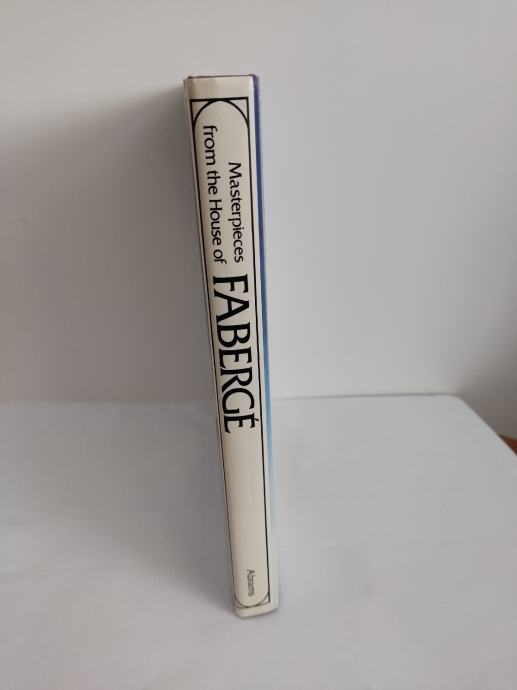 Masterpieces
from the House of
FABERGÉ
Abrams